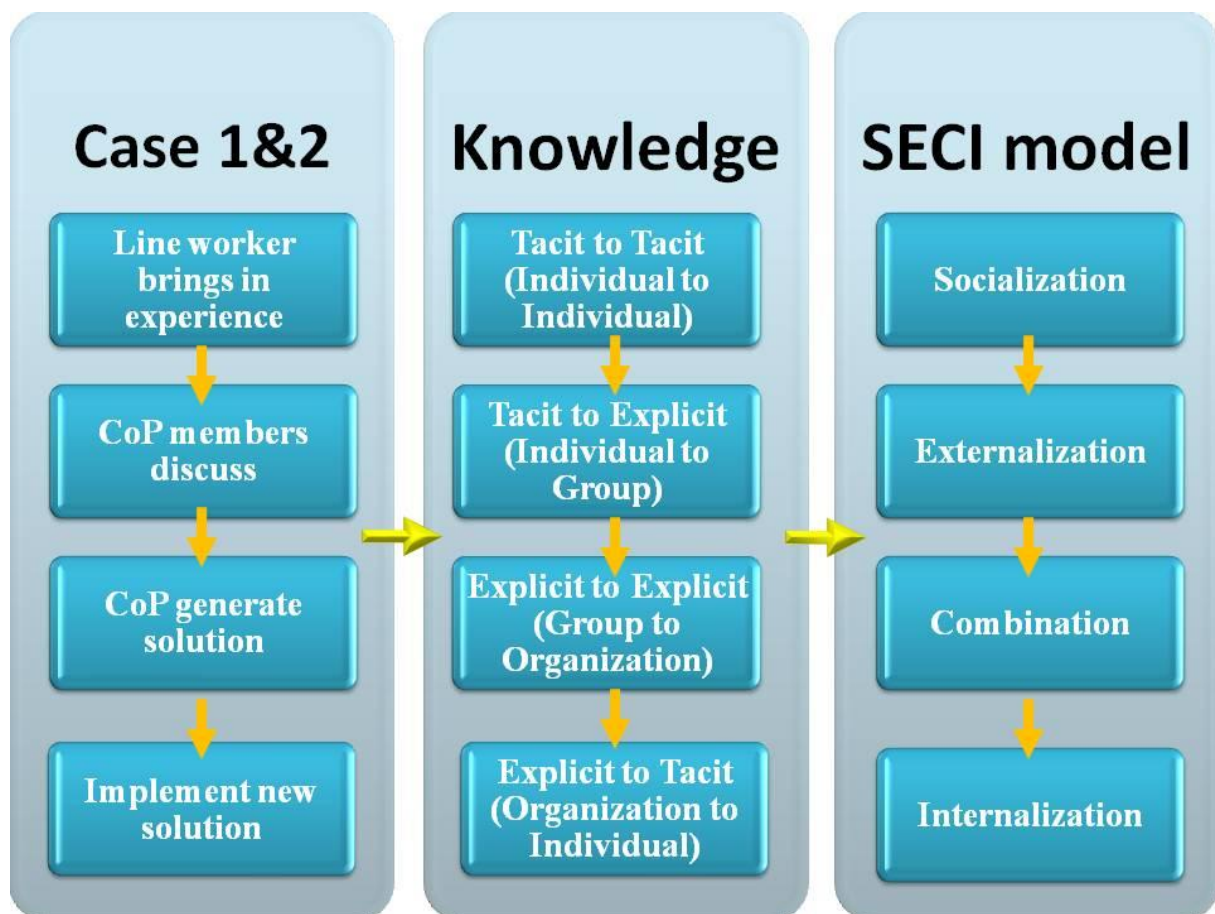 Case 1&2
Line worker
brings in
experience
CoP members
discuss
CoP generate
solution
Implement new
solution
Knowledge
Tacit to Tacit
(Individual to
Individual)
Tacit to Explicit
(Individual to
Group)
Explicit to Explicit
(Group to
Organization)
Explicit to Tacit
(Organization to
Individual)
SECI model
Socialization
Externalization
Combination
Internalization